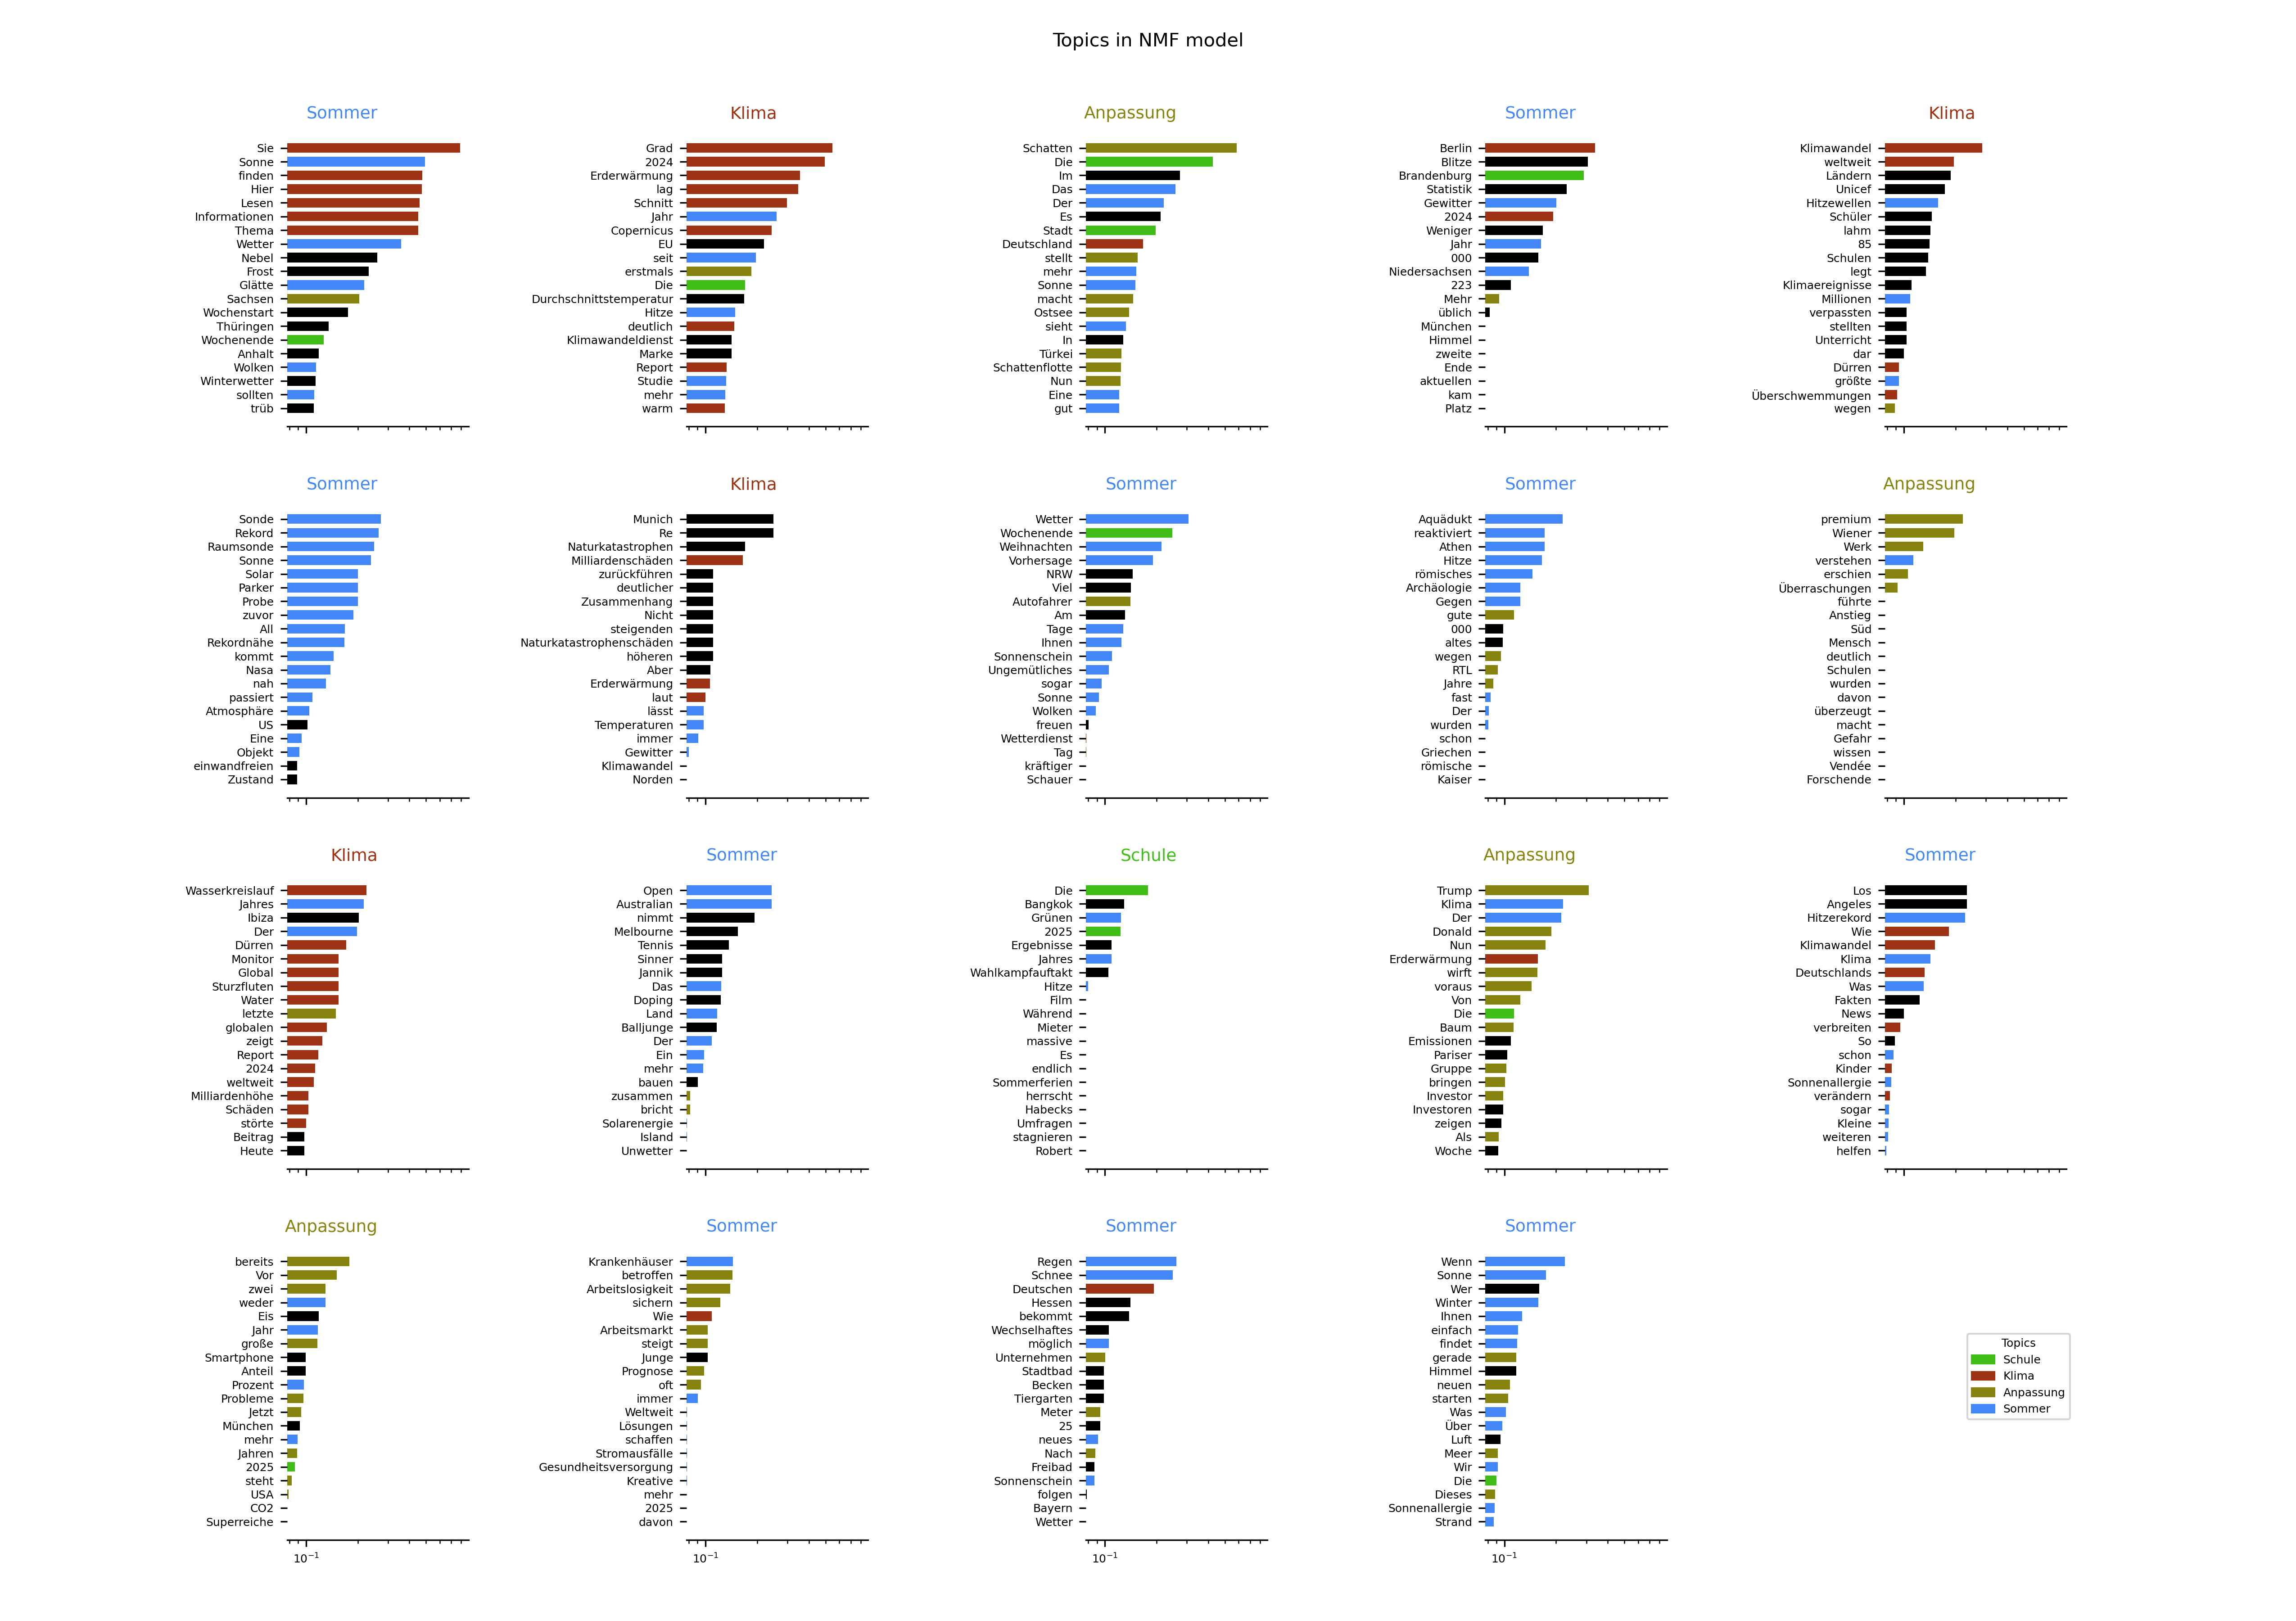 Topics in NMF model
Sommer
Sie
Sonne
finden
Hier
Lesen
Informationen
Thema
Wetter
Nebel
Frost
Glätte
Sachsen
Wochenstart
Thüringen
Wochenende
Anhalt
Wolken
Winterwetter
sollten
trüb
Klima
Grad
2024
Erderwärmung
lag
Schnitt
Jahr
Copernicus
EU
seit
erstmals
Die
Durchschnittstemperatur
Hitze
deutlich
Klimawandeldienst
Marke
Report
Studie
mehr
warm
Anpassung
Schatten
Die
Im
Das
Der
Es
Stadt
Deutschland
stellt
mehr
Sonne
macht
Ostsee
sieht
In
Türkei
Schattenflotte
Nun
Eine
gut
Sommer
Berlin
Blitze
Brandenburg
Statistik
Gewitter
2024
Weniger
Jahr
000
Niedersachsen
223
Mehr
üblich
München
Himmel
zweite
Ende
aktuellen
kam
Platz
Klima
Klimawandel
weltweit
Ländern
Unicef
Hitzewellen
Schüler
lahm
85
Schulen
legt
Klimaereignisse
Millionen
verpassten
stellten
Unterricht
dar
Dürren
größte
Überschwemmungen
wegen
Sommer
Sonde
Rekord
Raumsonde
Sonne
Solar
Parker
Probe
zuvor
All
Rekordnähe
kommt
Nasa
nah
passiert
Atmosphäre
US
Eine
Objekt
einwandfreien
Zustand
Klima
Munich
Re
Naturkatastrophen
Milliardenschäden
zurückführen
deutlicher
Zusammenhang
Nicht
steigenden
Naturkatastrophenschäden
höheren
Aber
Erderwärmung
laut
lässt
Temperaturen
immer
Gewitter
Klimawandel
Norden
Sommer
Wetter
Wochenende
Weihnachten
Vorhersage
NRW
Viel
Autofahrer
Am
Tage
Ihnen
Sonnenschein
Ungemütliches
sogar
Sonne
Wolken
freuen
Wetterdienst
Tag
kräftiger
Schauer
Sommer
Aquädukt
reaktiviert
Athen
Hitze
römisches
Archäologie
Gegen
gute
000
altes
wegen
RTL
Jahre
fast
Der
wurden
schon
Griechen
römische
Kaiser
Anpassung
premium
Wiener
Werk
verstehen
erschien
Überraschungen
führte
Anstieg
Süd
Mensch
deutlich
Schulen
wurden
davon
überzeugt
macht
Gefahr
wissen
Vendée
Forschende
Klima
Wasserkreislauf
Jahres
Ibiza
Der
Dürren
Monitor
Global
Sturzfluten
Water
letzte
globalen
zeigt
Report
2024
weltweit
Milliardenhöhe
Schäden
störte
Beitrag
Heute
Sommer
Open
Australian
nimmt
Melbourne
Tennis
Sinner
Jannik
Das
Doping
Land
Balljunge
Der
Ein
mehr
bauen
zusammen
bricht
Solarenergie
Island
Unwetter
Schule
Die
Bangkok
Grünen
2025
Ergebnisse
Jahres
Wahlkampfauftakt
Hitze
Film
Während
Mieter
massive
Es
endlich
Sommerferien
herrscht
Habecks
Umfragen
stagnieren
Robert
Anpassung
Trump
Klima
Der
Donald
Nun
Erderwärmung
wirft
voraus
Von
Die
Baum
Emissionen
Pariser
Gruppe
bringen
Investor
Investoren
zeigen
Als
Woche
Sommer
Los
Angeles
Hitzerekord
Wie
Klimawandel
Klima
Deutschlands
Was
Fakten
News
verbreiten
So
schon
Kinder
Sonnenallergie
verändern
sogar
Kleine
weiteren
helfen
Anpassung
bereits
Vor
zwei
weder
Eis
Jahr
große
Smartphone
Anteil
Prozent
Probleme
Jetzt
München
mehr
Jahren
2025
steht
USA
CO2
Superreiche
10⁻¹
Sommer
Krankenhäuser
betroffen
Arbeitslosigkeit
sichern
Wie
Arbeitsmarkt
steigt
Junge
Prognose
oft
immer
Weltweit
Lösungen
schaffen
Stromausfälle
Gesundheitsversorgung
Kreative
mehr
2025
davon
10⁻¹
Sommer
Regen
Schnee
Deutschen
Hessen
bekommt
Wechselhaftes
möglich
Unternehmen
Stadtbad
Becken
Tiergarten
Meter
25
neues
Nach
Freibad
Sonnenschein
folgen
Bayern
Wetter
10⁻¹
Sommer
Wenn
Sonne
Wer
Winter
Ihnen
einfach
findet
gerade
Himmel
neuen
starten
Was
Über
Luft
Meer
Wir
Die
Dieses
Sonnenallergie
Strand
10⁻¹
Topics
Schule
Klima
Anpassung
Sommer